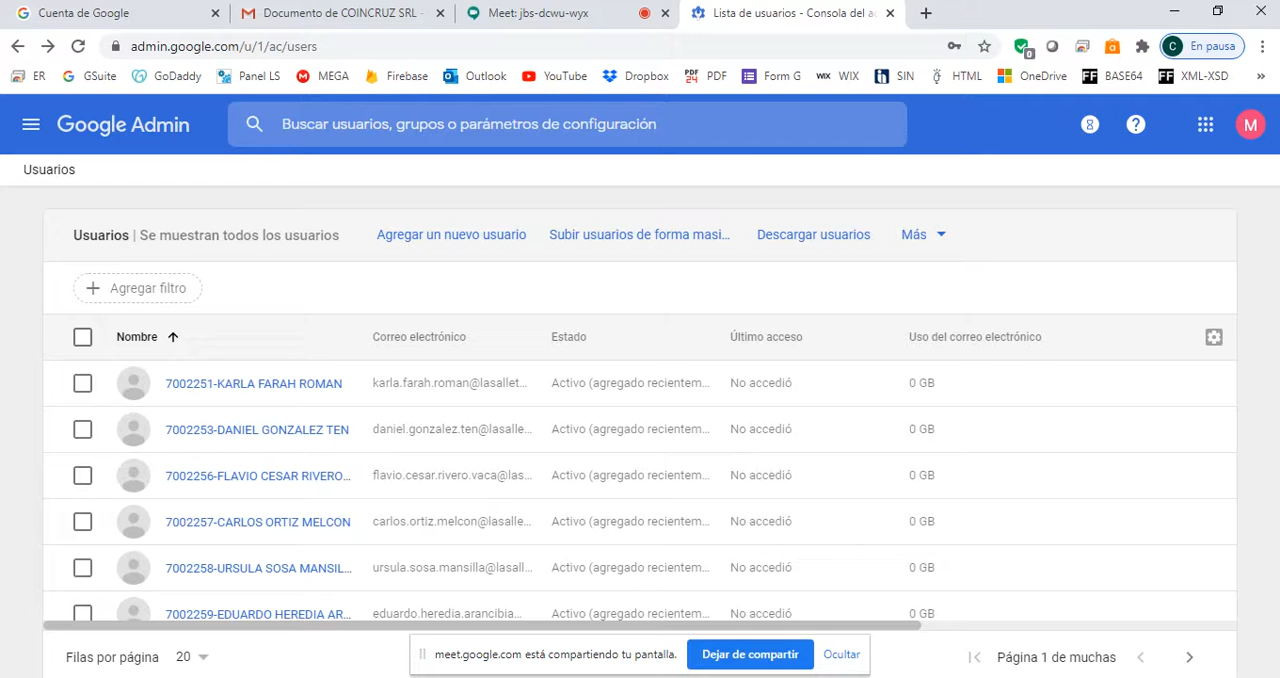 Cuenta de Google
Documento de COINCRUZ SRL -
Meet: jbs-dcwu-wyx
Lista de usuarios - Consola del a
admin.google.com/u/1/ac/users
0
C En pausa
ER GSuite GoDaddy Panel LS MEGA Firebase Outlook YouTube Dropbox PDF24 PDF Form G WIX WIX SIN HTML OneDrive FF BASE64 FF XML-XSD »
Google Admin
Buscar usuarios, grupos o parámetros de configuración
M
Usuarios
Usuarios | Se muestran todos los usuarios Agregar un nuevo usuario Subir usuarios de forma masi... Descargar usuarios Más
Agregar filtro
Nombre Correo electrónico Estado Último acceso Uso del correo electrónico
7002251-KARLA FARAH ROMAN karla.farah.roman@lasallet... Activo (agregado recientem... No accedió 0 GB
7002253-DANIEL GONZALEZ TEN daniel.gonzalez.ten@lasalle... Activo (agregado recientem... No accedió 0 GB
7002256-FLAVIO CESAR RIVERO... flavio.cesar.rivero.vaca@las... Activo (agregado recientem... No accedió 0 GB
7002257-CARLOS ORTIZ MELCON carlos.ortiz.melcon@lasalle... Activo (agregado recientem... No accedió 0 GB
7002258-URSULA SOSA MANSIL... ursula.sosa.mansilla@lasall... Activo (agregado recientem... No accedió 0 GB
7002259-EDUARDO HEREDIA AR... eduardo.heredia.arancibia... Activo (agregado recientem... No accedió 0 GB
Filas por página 20
meet.google.com está compartiendo tu pantalla. Dejar de compartir Ocultar
Página 1 de muchas